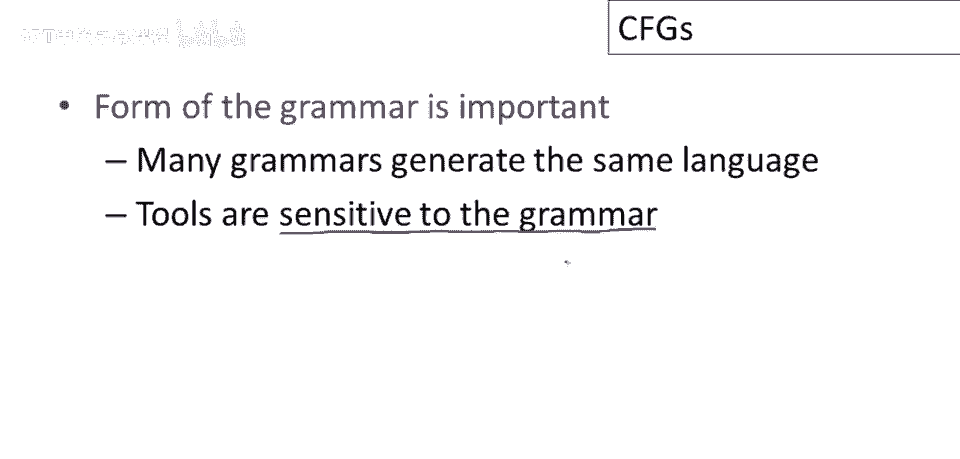 CFGs
• Form of the grammar is important
– Many grammars generate the same language
– Tools are sensitive to the grammar